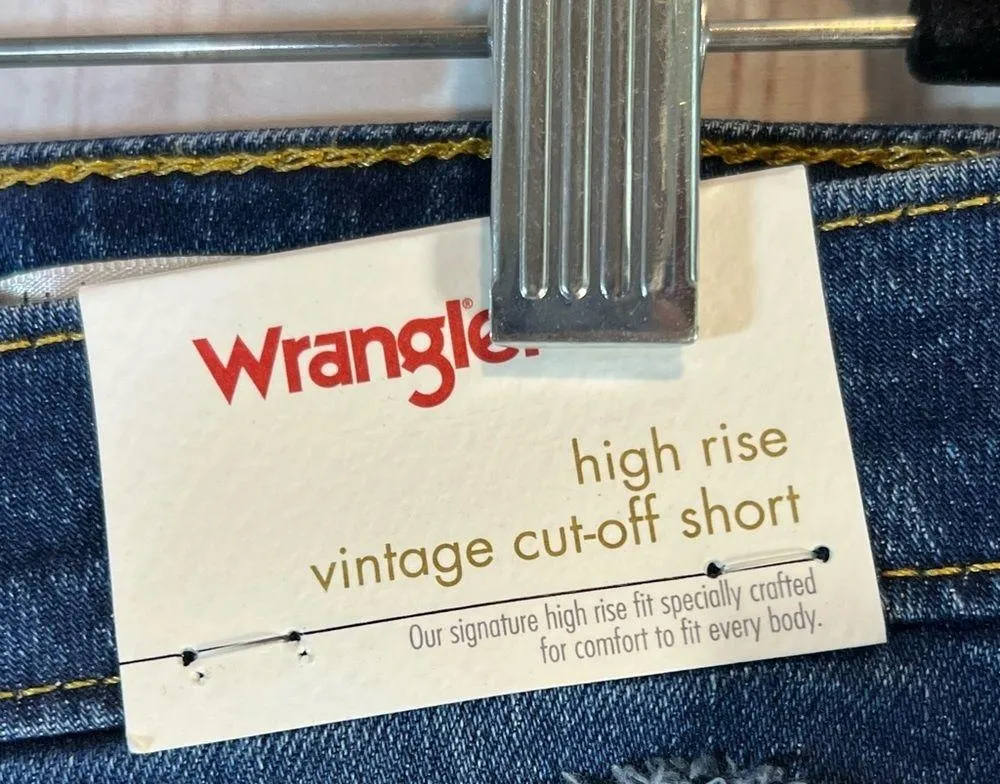 Wrangler®
high rise
vintage cut-off short
Our signature high rise fit specially crafted
for comfort to fit every body.